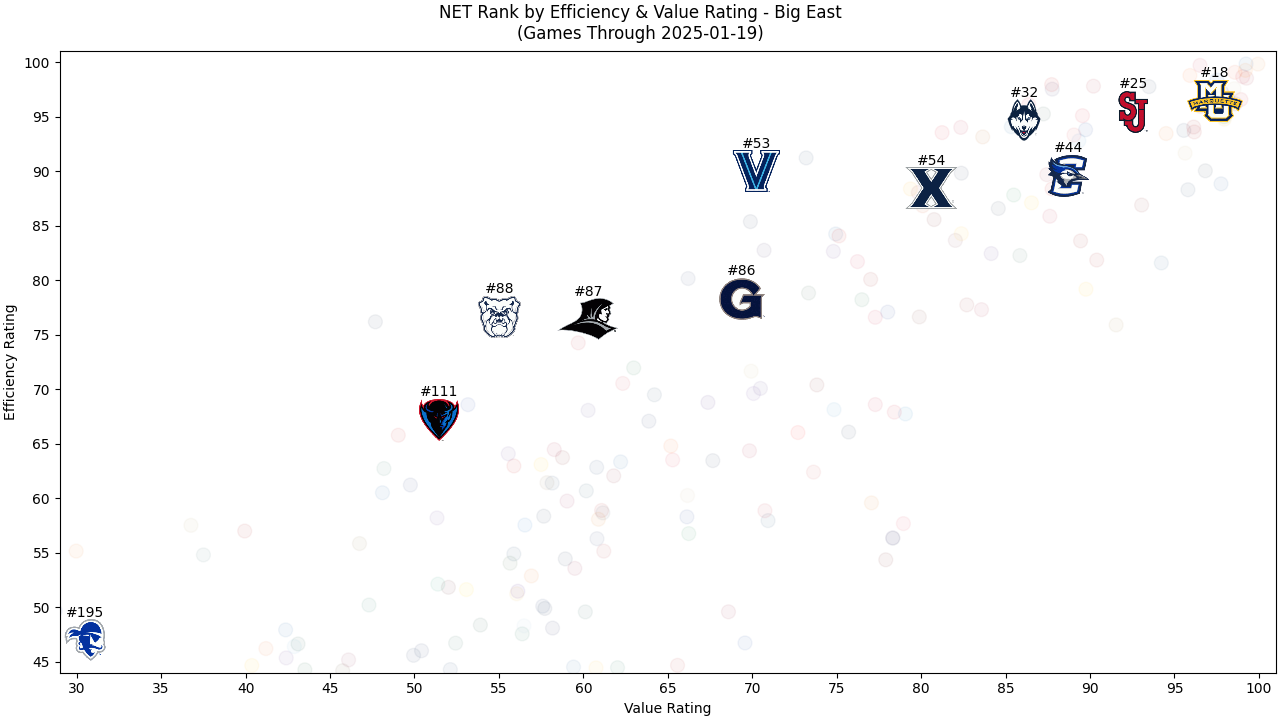 NET Rank by Efficiency & Value Rating - Big East
(Games Through 2025-01-19)
100
95
90
85
80
75
70
65
60
55
50
45
Efficiency Rating
#18
MU
MARQUETTE
#25
SJ
#32
#44
C
#53
V
#54
X
#86
G
#88
#87
#111
#195
30 35 40 45 50 55 60 65 70 75 80 85 90 95 100
Value Rating